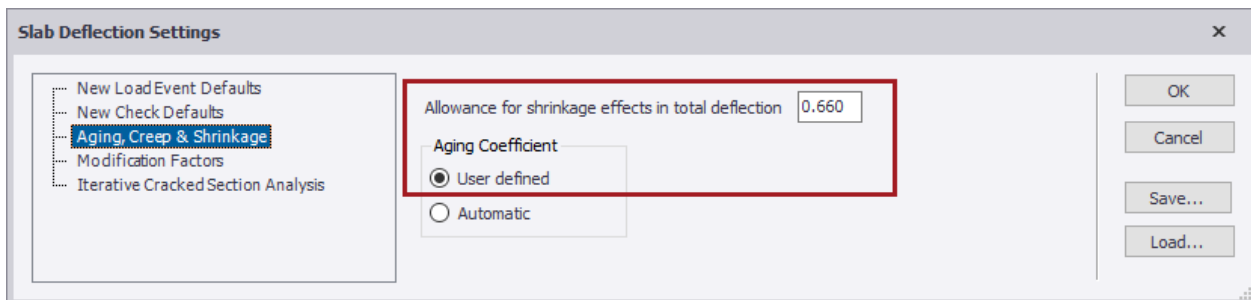 Slab Deflection Settings
New Load Event Defaults
New Check Defaults
Aging, Creep & Shrinkage
Modification Factors
Iterative Cracked Section Analysis
Allowance for shrinkage effects in total deflection 0.660
Aging Coefficient
User defined
Automatic
OK
Cancel
Save...
Load...